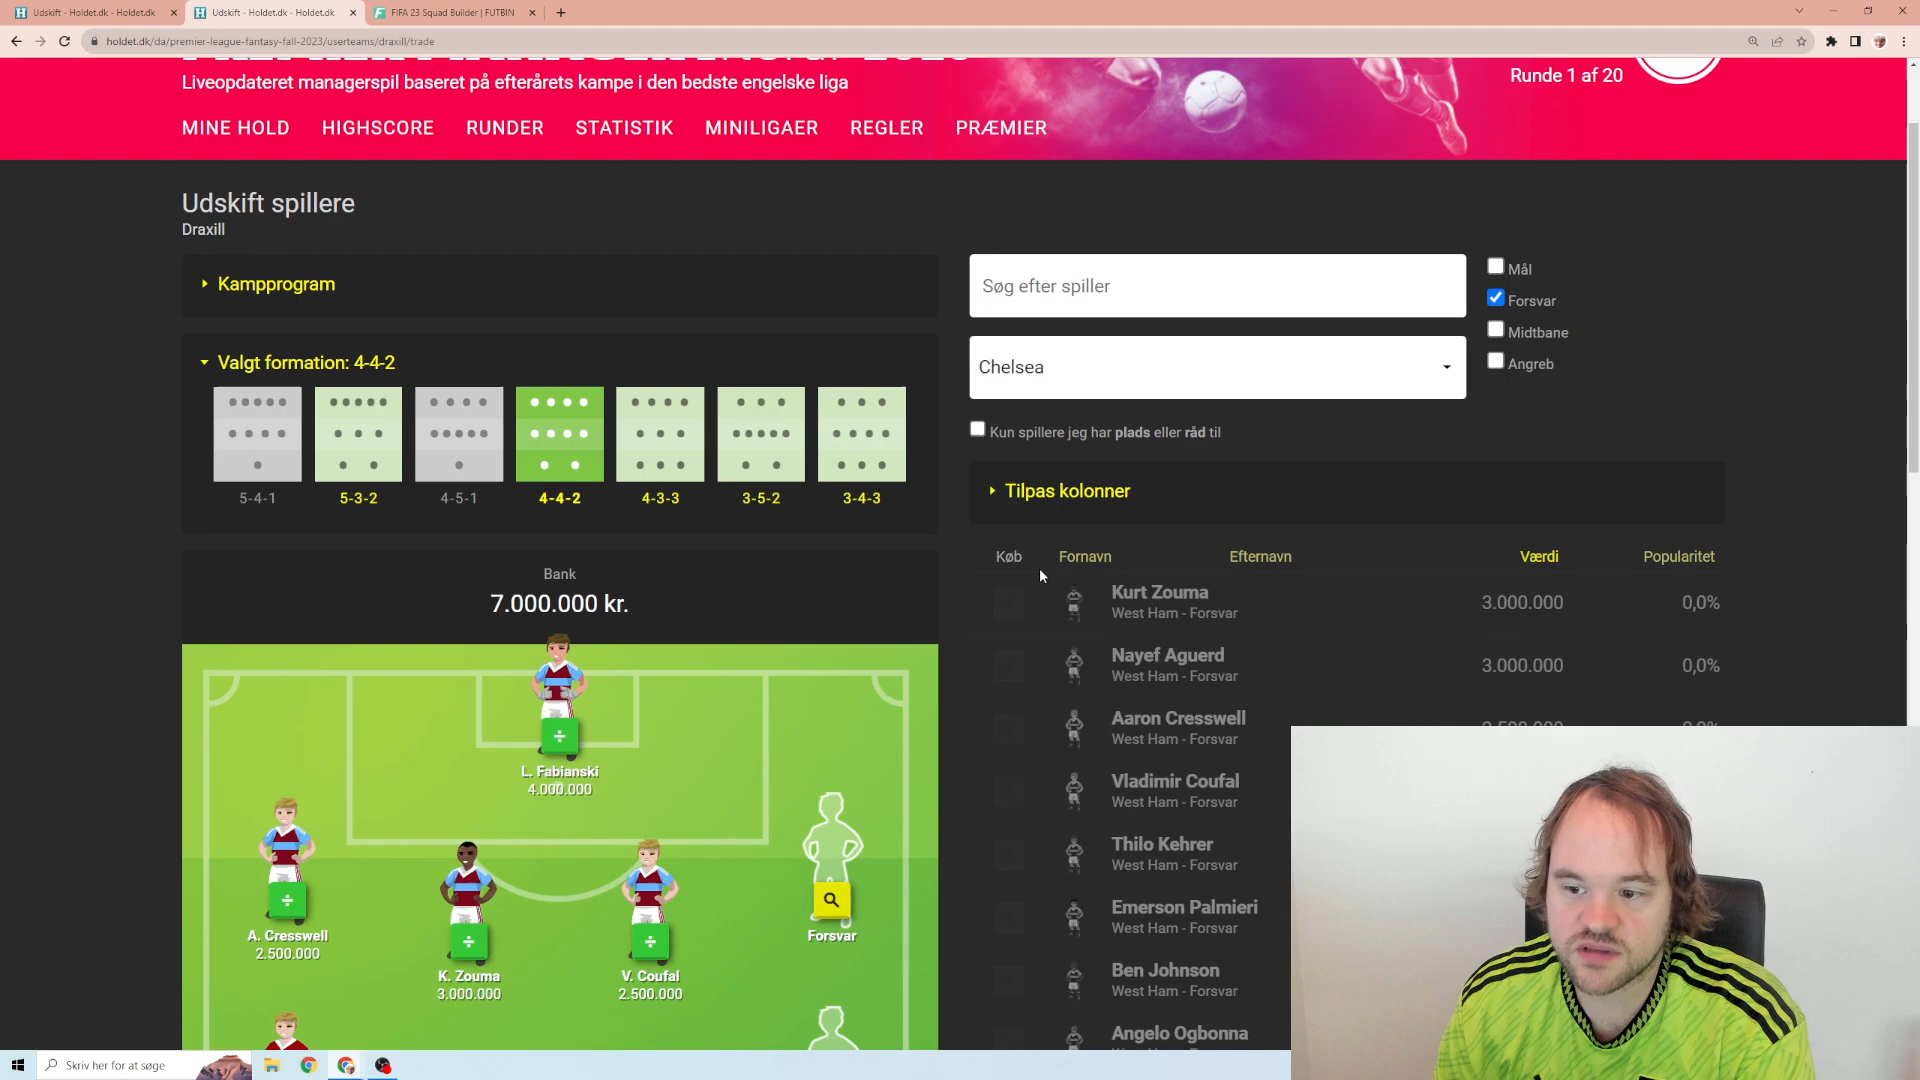 Udskift - Holdet.dk - Holdet.dk
Udskift - Holdet.dk - Holdet.dk
FIFA 23 Squad Builder | FUTBIN
holdet.dk/da/premier-league-fantasy-fall-2023/userteams/draxill/trade
Liveopdateret managerspil baseret på efterårets kampe i den bedste engelske liga
Runde 1 af 20
MINE HOLD
HIGHSCORE
RUNDER
STATISTIK
MINILIGAER
REGLER
PRÆMIER
Udskift spillere
Draxill
Kampprogram
Valgt formation: 4-4-2
5-4-1
5-3-2
4-5-1
4-4-2
4-3-3
3-5-2
3-4-3
Bank
7.000.000 kr.
L. Fabianski
4.000.000
A. Cresswell
2.500.000
K. Zouma
3.000.000
V. Coufal
2.500.000
Forsvar
Søg efter spiller
Chelsea
Mål
Forsvar
Midtbane
Angreb
Kun spillere jeg har plads eller råd til
Tilpas kolonner
Køb
Fornavn
Efternavn
Værdi
Popularitet
Kurt Zouma
West Ham - Forsvar
3.000.000
0,0%
Nayef Aguerd
West Ham - Forsvar
3.000.000
0,0%
Aaron Cresswell
West Ham - Forsvar
Vladimir Coufal
West Ham - Forsvar
Thilo Kehrer
West Ham - Forsvar
Emerson Palmieri
West Ham - Forsvar
Ben Johnson
West Ham - Forsvar
Angelo Ogbonna
Skriv her for at søge